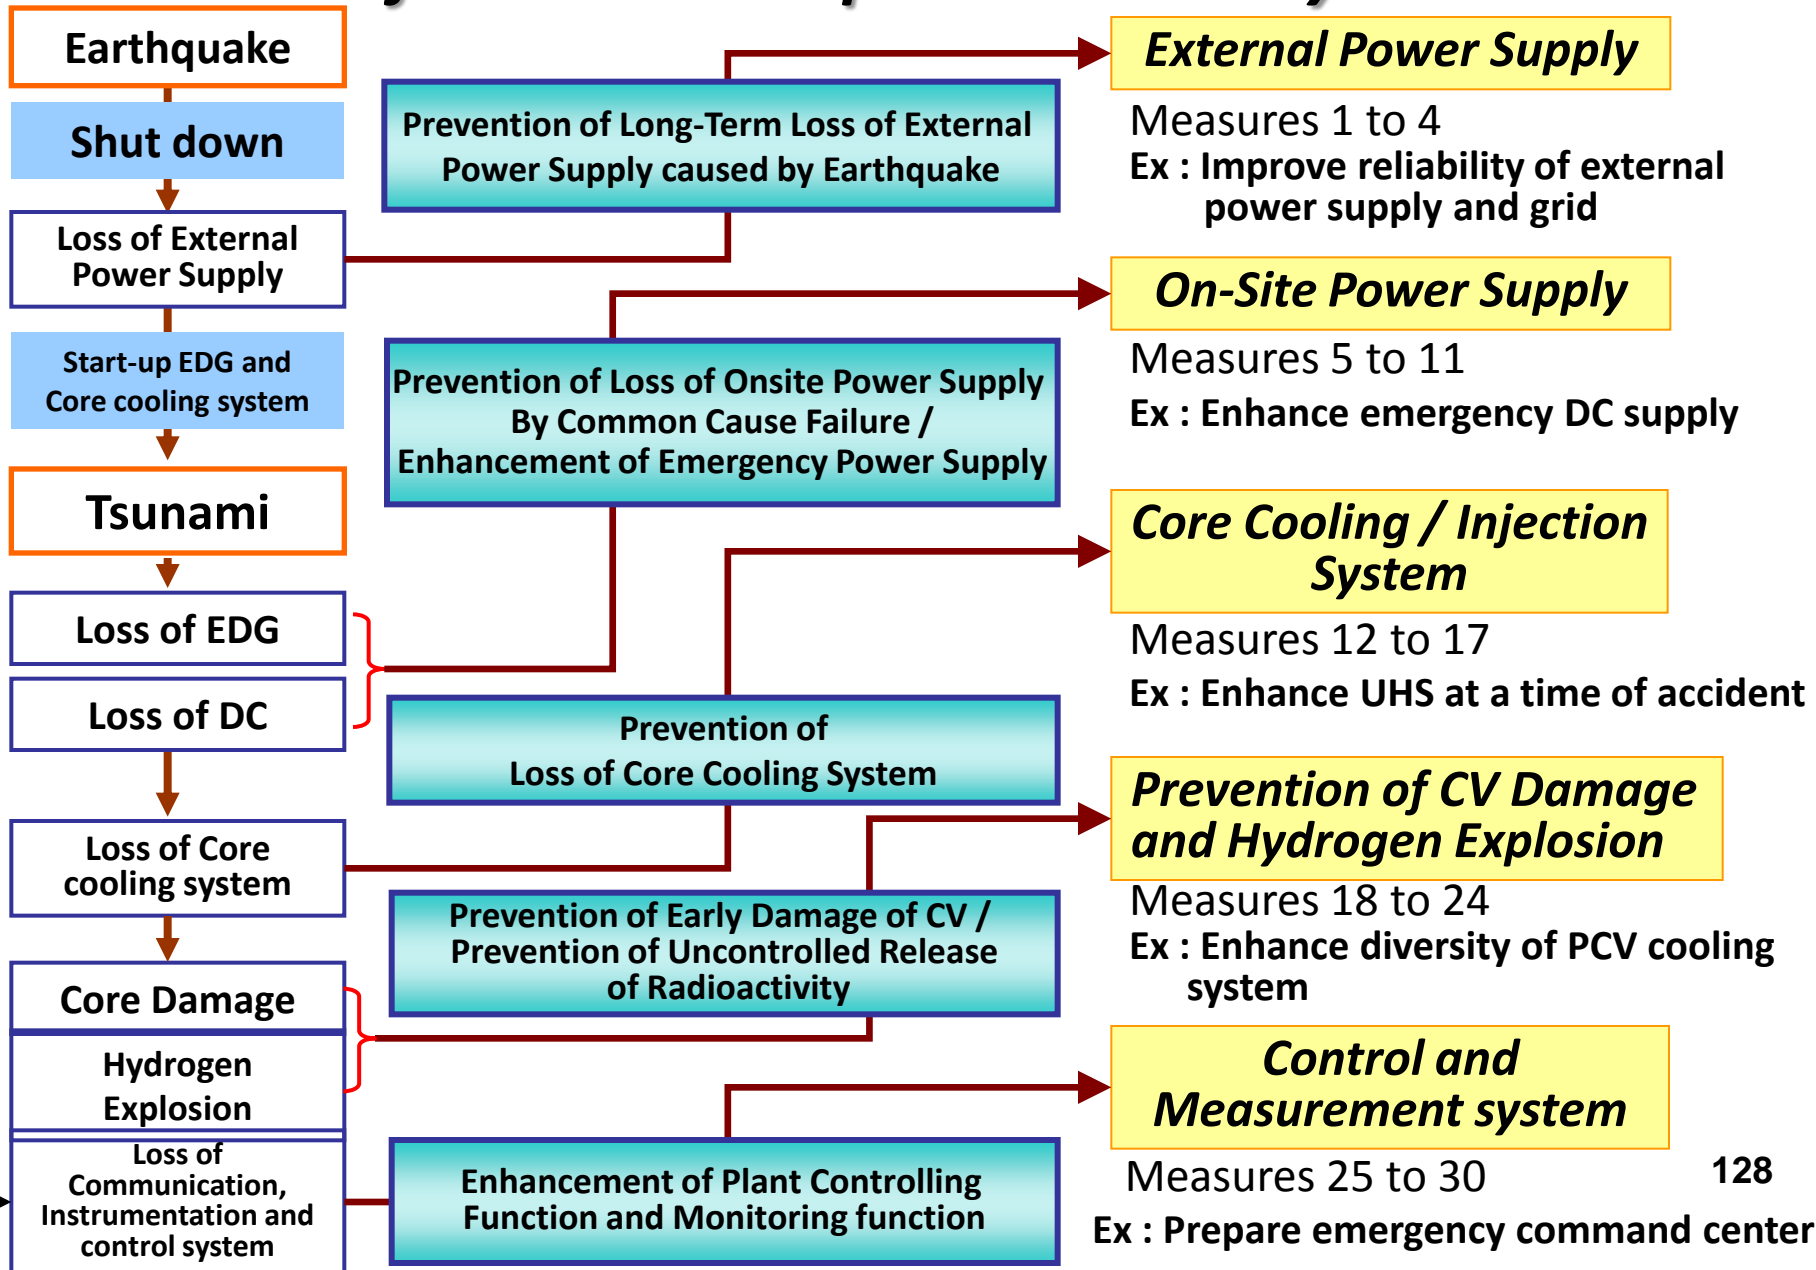 Earthquake
Shut down
Loss of External
Power Supply
Start-up EDG and
Core cooling system
Tsunami
Loss of EDG
Loss of DC
Loss of Core
cooling system
Core Damage
Hydrogen
Explosion
Loss of
Communication,
Instrumentation and
control system
Prevention of Long-Term Loss of External
Power Supply caused by Earthquake
Prevention of Loss of Onsite Power Supply
By Common Cause Failure /
Enhancement of Emergency Power Supply
Prevention of
Loss of Core Cooling System
Prevention of Early Damage of CV /
Prevention of Uncontrolled Release
of Radioactivity
Enhancement of Plant Controlling
Function and Monitoring function
External Power Supply
Measures 1 to 4
Ex : Improve reliability of external
power supply and grid
On-Site Power Supply
Measures 5 to 11
Ex : Enhance emergency DC supply
Core Cooling / Injection
System
Measures 12 to 17
Ex : Enhance UHS at a time of accident
Prevention of CV Damage
and Hydrogen Explosion
Measures 18 to 24
Ex : Enhance diversity of PCV cooling
system
Control and
Measurement system
Measures 25 to 30
Ex : Prepare emergency command center
128